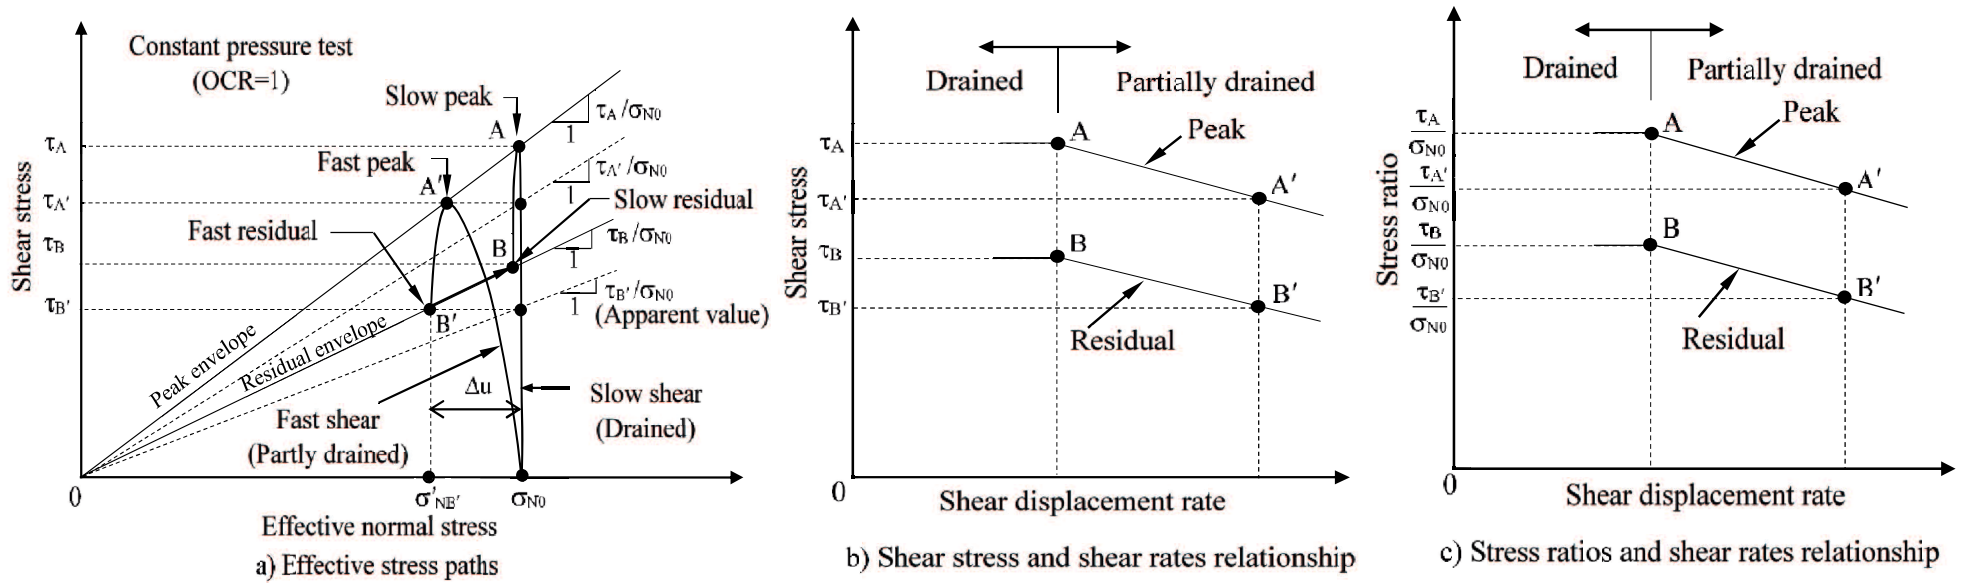 Constant pressure test
(OCR=1)
Slow peak
A
τA /σN0
1
τA
Fast peak
A′
τA′ /σN0
1
τA′
Slow residual
Fast residual
τB
B
τB /σN0
1
τB′
B′
τB′/σN0
1
(Apparent value)
Shear stress
Peak envelope
Residual envelope
Δu
Slow shear
(Drained)
Fast shear
(Partly drained)
0
σ′NB′
σN0
Effective normal stress
a) Effective stress paths
Drained
Partially drained
τA
A
Peak
τA′
A′
τB
B
τB′
B′
Residual
Shear stress
0
Shear displacement rate
b) Shear stress and shear rates relationship
Drained
Partially drained
τA
σN0
A
Peak
τA′
σN0
A′
τB
σN0
B
τB′
σN0
B′
Residual
Stress ratio
0
Shear displacement rate
c) Stress ratios and shear rates relationship